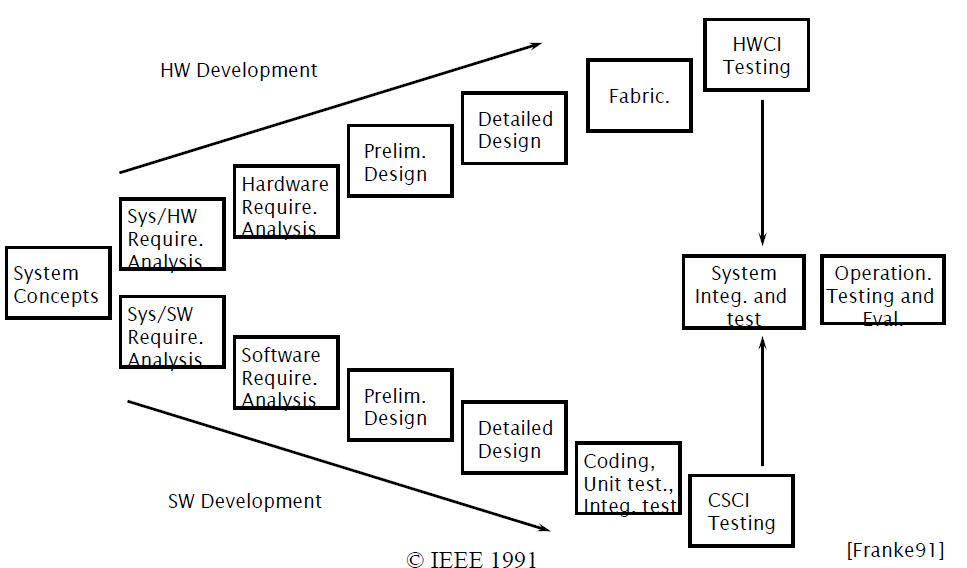 HW Development
HWCI
Testing
Fabric.
Detailed
Design
Prelim.
Design
Hardware
Require.
Analysis
Sys/HW
Require.
Analysis
System
Concepts
System
Integ. and
test
Operation.
Testing and
Eval.
Sys/SW
Require.
Analysis
Software
Require.
Analysis
Prelim.
Design
Detailed
Design
Coding,
Unit test.,
Integ. test
CSCI
Testing
SW Development
© IEEE 1991
[Franke91]